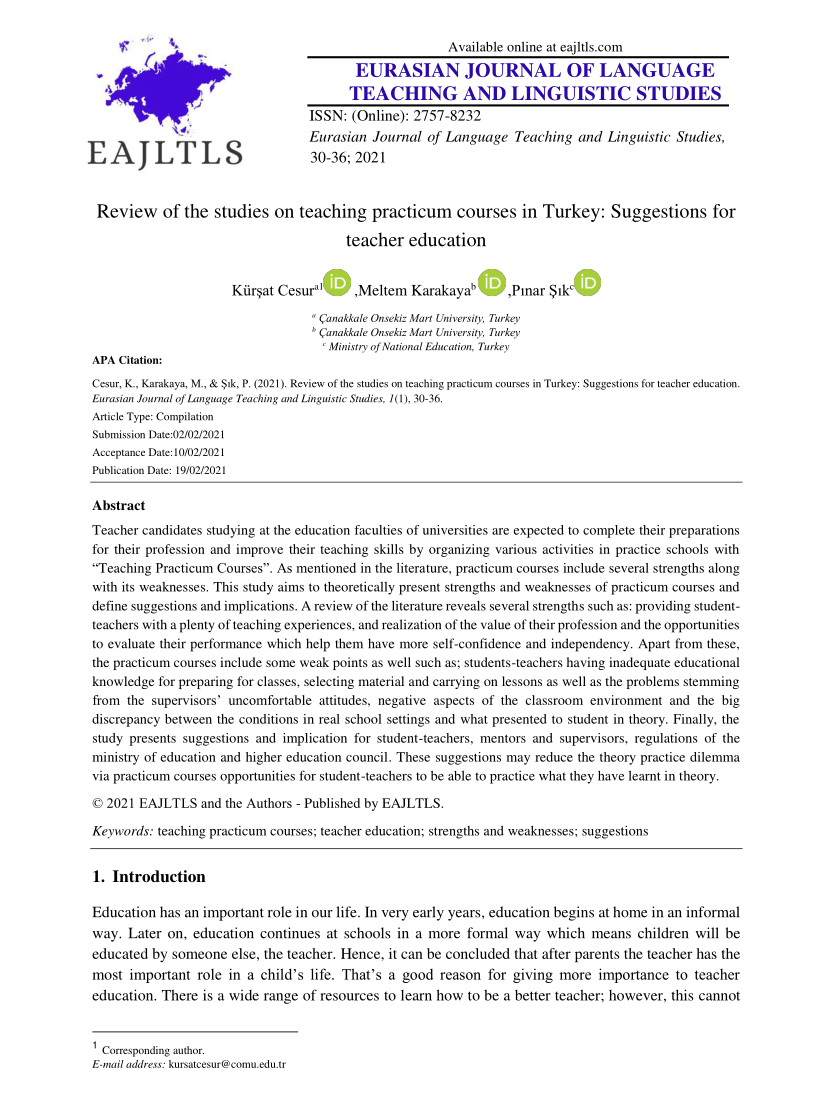 Available online at eajltls.com
EURASIAN JOURNAL OF LANGUAGE
TEACHING AND LINGUISTIC STUDIES
ISSN: (Online): 2757-8232
Eurasian Journal of Language Teaching and Linguistic Studies,
30-36; 2021
EAJLTLS
Review of the studies on teaching practicum courses in Turkey: Suggestions for
teacher education
Kürşat Cesura1 iD ,Meltem Karakayab iD ,Pınar Şıkc iD
a Çanakkale Onsekiz Mart University, Turkey
b Çanakkale Onsekiz Mart University, Turkey
c Ministry of National Education, Turkey
APA Citation:
Cesur, K., Karakaya, M., & Şık, P. (2021). Review of the studies on teaching practicum courses in Turkey: Suggestions for teacher education.
Eurasian Journal of Language Teaching and Linguistic Studies, 1(1), 30-36.
Article Type: Compilation
Submission Date:02/02/2021
Acceptance Date:10/02/2021
Publication Date: 19/02/2021
Abstract
Teacher candidates studying at the education faculties of universities are expected to complete their preparations
for their profession and improve their teaching skills by organizing various activities in practice schools with
“Teaching Practicum Courses”. As mentioned in the literature, practicum courses include several strengths along
with its weaknesses. This study aims to theoretically present strengths and weaknesses of practicum courses and
define suggestions and implications. A review of the literature reveals several strengths such as: providing student-
teachers with a plenty of teaching experiences, and realization of the value of their profession and the opportunities
to evaluate their performance which help them have more self-confidence and independency. Apart from these,
the practicum courses include some weak points as well such as; students-teachers having inadequate educational
knowledge for preparing for classes, selecting material and carrying on lessons as well as the problems stemming
from the supervisors’ uncomfortable attitudes, negative aspects of the classroom environment and the big
discrepancy between the conditions in real school settings and what presented to student in theory. Finally, the
study presents suggestions and implication for student-teachers, mentors and supervisors, regulations of the
ministry of education and higher education council. These suggestions may reduce the theory practice dilemma
via practicum courses opportunities for student-teachers to be able to practice what they have learnt in theory.
© 2021 EAJLTLS and the Authors - Published by EAJLTLS.
Keywords: teaching practicum courses; teacher education; strengths and weaknesses; suggestions
1. Introduction
Education has an important role in our life. In very early years, education begins at home in an informal
way. Later on, education continues at schools in a more formal way which means children will be
educated by someone else, the teacher. Hence, it can be concluded that after parents the teacher has the
most important role in a child’s life. That’s a good reason for giving more importance to teacher
education. There is a wide range of resources to learn how to be a better teacher; however, this cannot
1 Corresponding author.
E-mail address: kursatcesur@comu.edu.tr